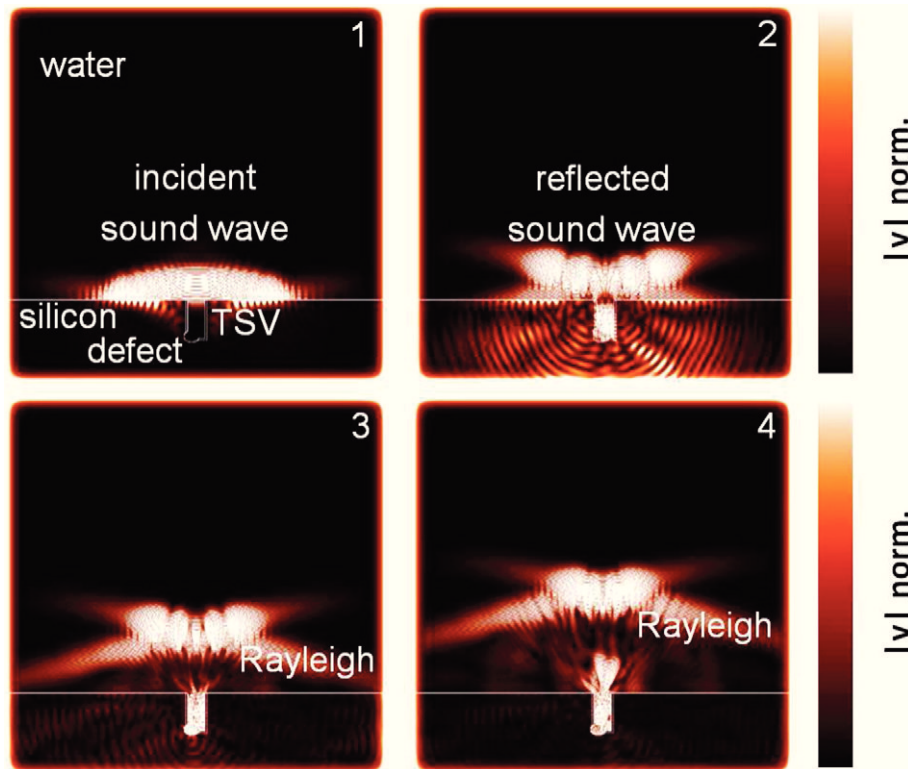 1
water
incident
sound wave
silicon
TSV
defect
2
reflected
sound wave
|v| norm.
3
Rayleigh
4
Rayleigh
|v| norm.